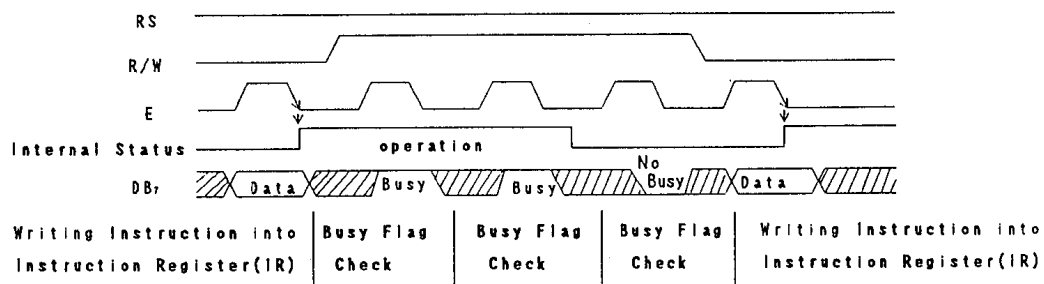 RS
R/W
E
Internal Status operation
No
DB₇ Data Busy Busy Busy Data
Writing Instruction into Busy Flag Busy Flag Busy Flag Writing Instruction into
Instruction Register(IR) Check Check Check Instruction Register(IR)